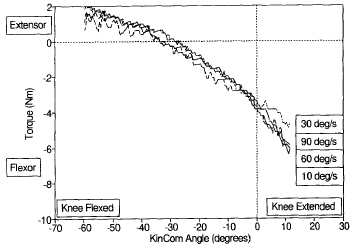 Extensor
2
0
-2
-4
-6
-8
-10
Torque (Nm)
Flexor
30 deg/s
90 deg/s
60 deg/s
10 deg/s
Knee Flexed
Knee Extended
-70 -60 -50 -40 -30 -20 -10 0 10 20 30
KinCom Angle (degrees)